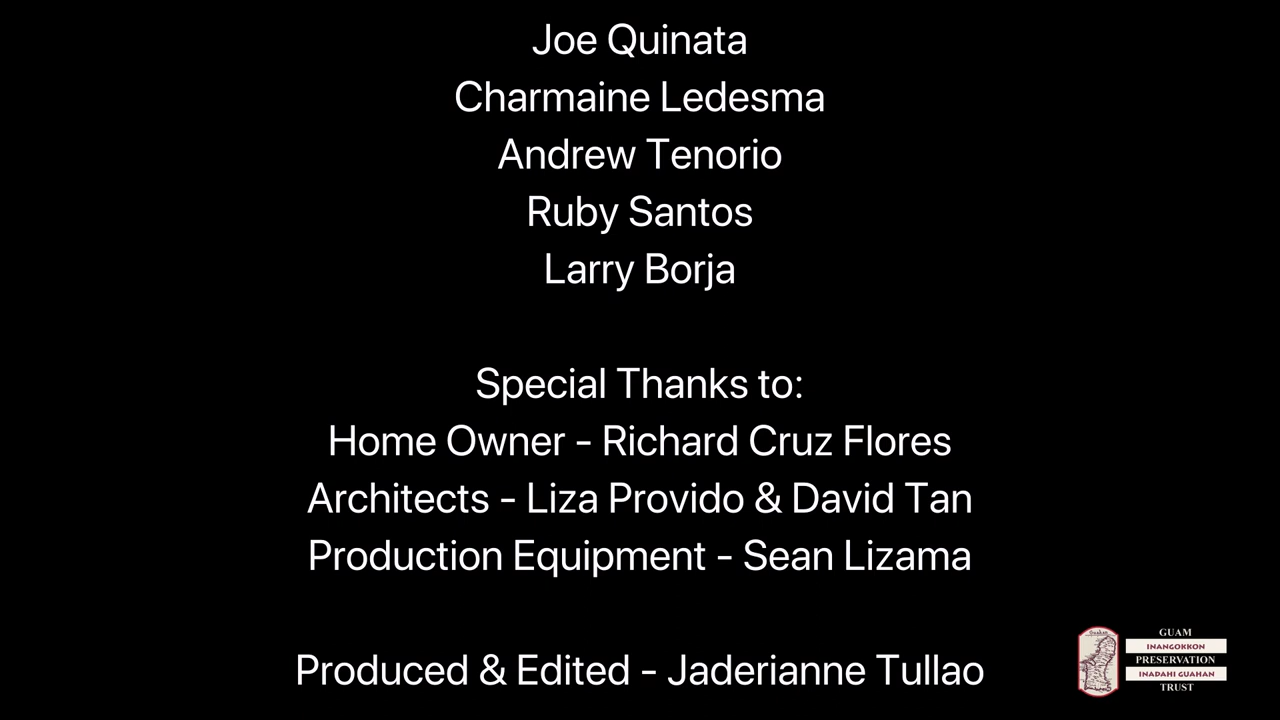 Joe Quinata
Charmaine Ledesma
Andrew Tenorio
Ruby Santos
Larry Borja
Special Thanks to:
Home Owner - Richard Cruz Flores
Architects - Liza Provido & David Tan
Production Equipment - Sean Lizama
Produced & Edited - Jaderianne Tullao
Guahan
GUAM
INANGOKKON
PRESERVATION
INADAHI GUAHAN
TRUST